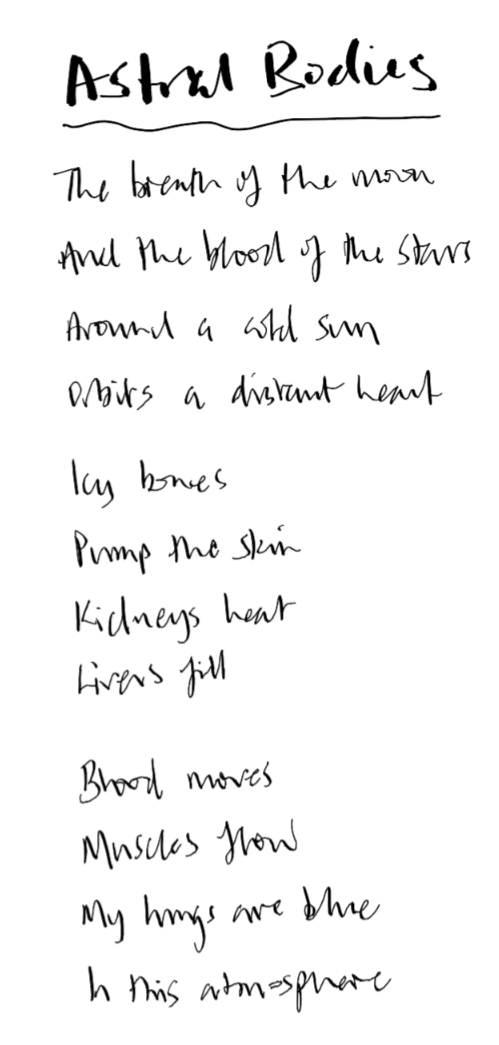 Astral Bodies
The breath of the moon
And the blood of the stars
Around a cold sun
Orbits a distant heart
Icy bones
Pump the skin
Kidneys heat
Livers fill
Blood moves
Muscles flow
My lungs are blue
In this atmosphere